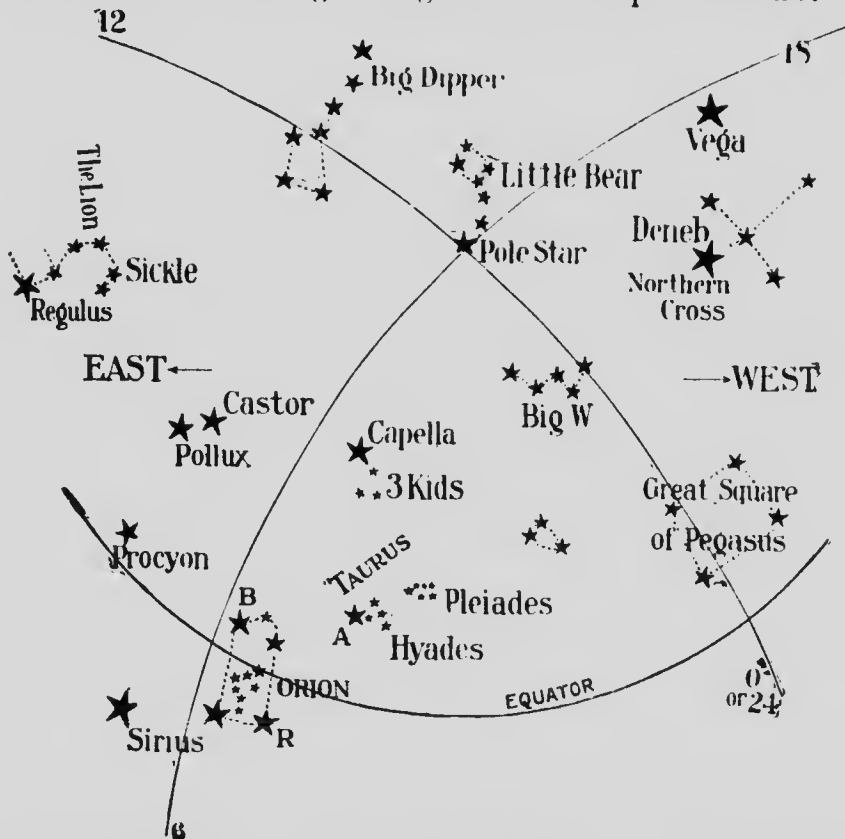 12
18
Big Dipper
Vega
The Lion
Little Bear
Deneb
Pole Star
Northern
Cross
Sickle
Regulus
EAST
WEST
Castor
Pollux
Big W
Capella
3 Kids
Great Square
of Pegasus
Procyon
TAURUS
B
Pleiades
A
Hyades
ORION
EQUATOR
0
or 24
Sirius
R
6